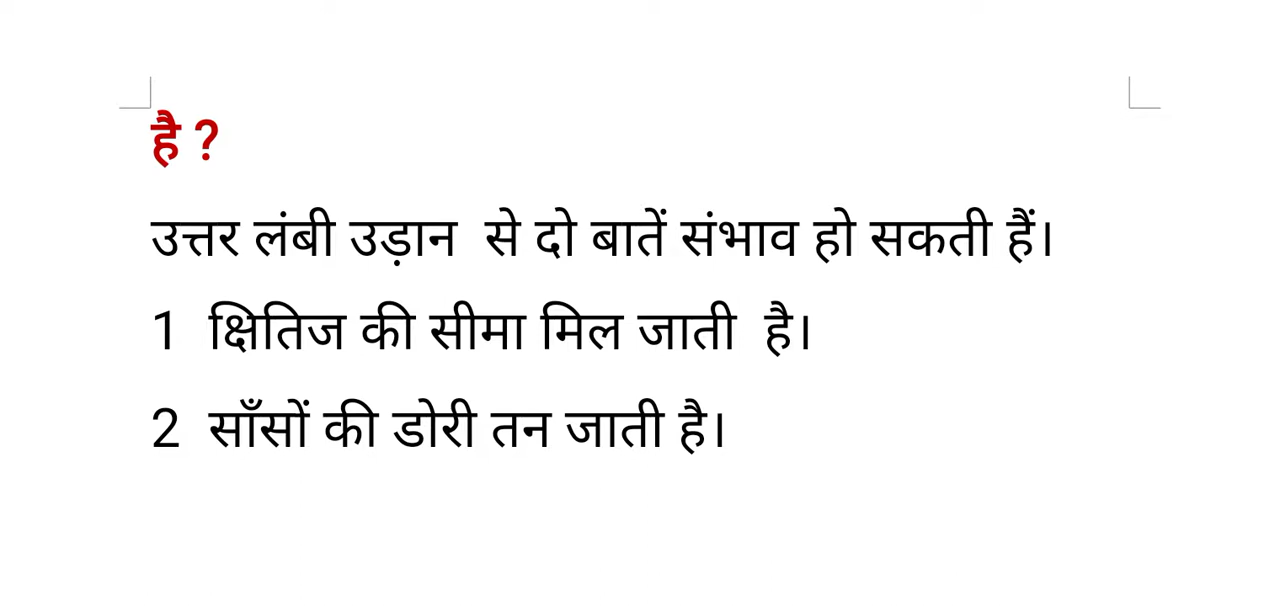 है ?
उत्तर लंबी उड़ान से दो बातें संभाव हो सकती हैं।
1 क्षितिज की सीमा मिल जाती है।
2 साँसों की डोरी तन जाती है।